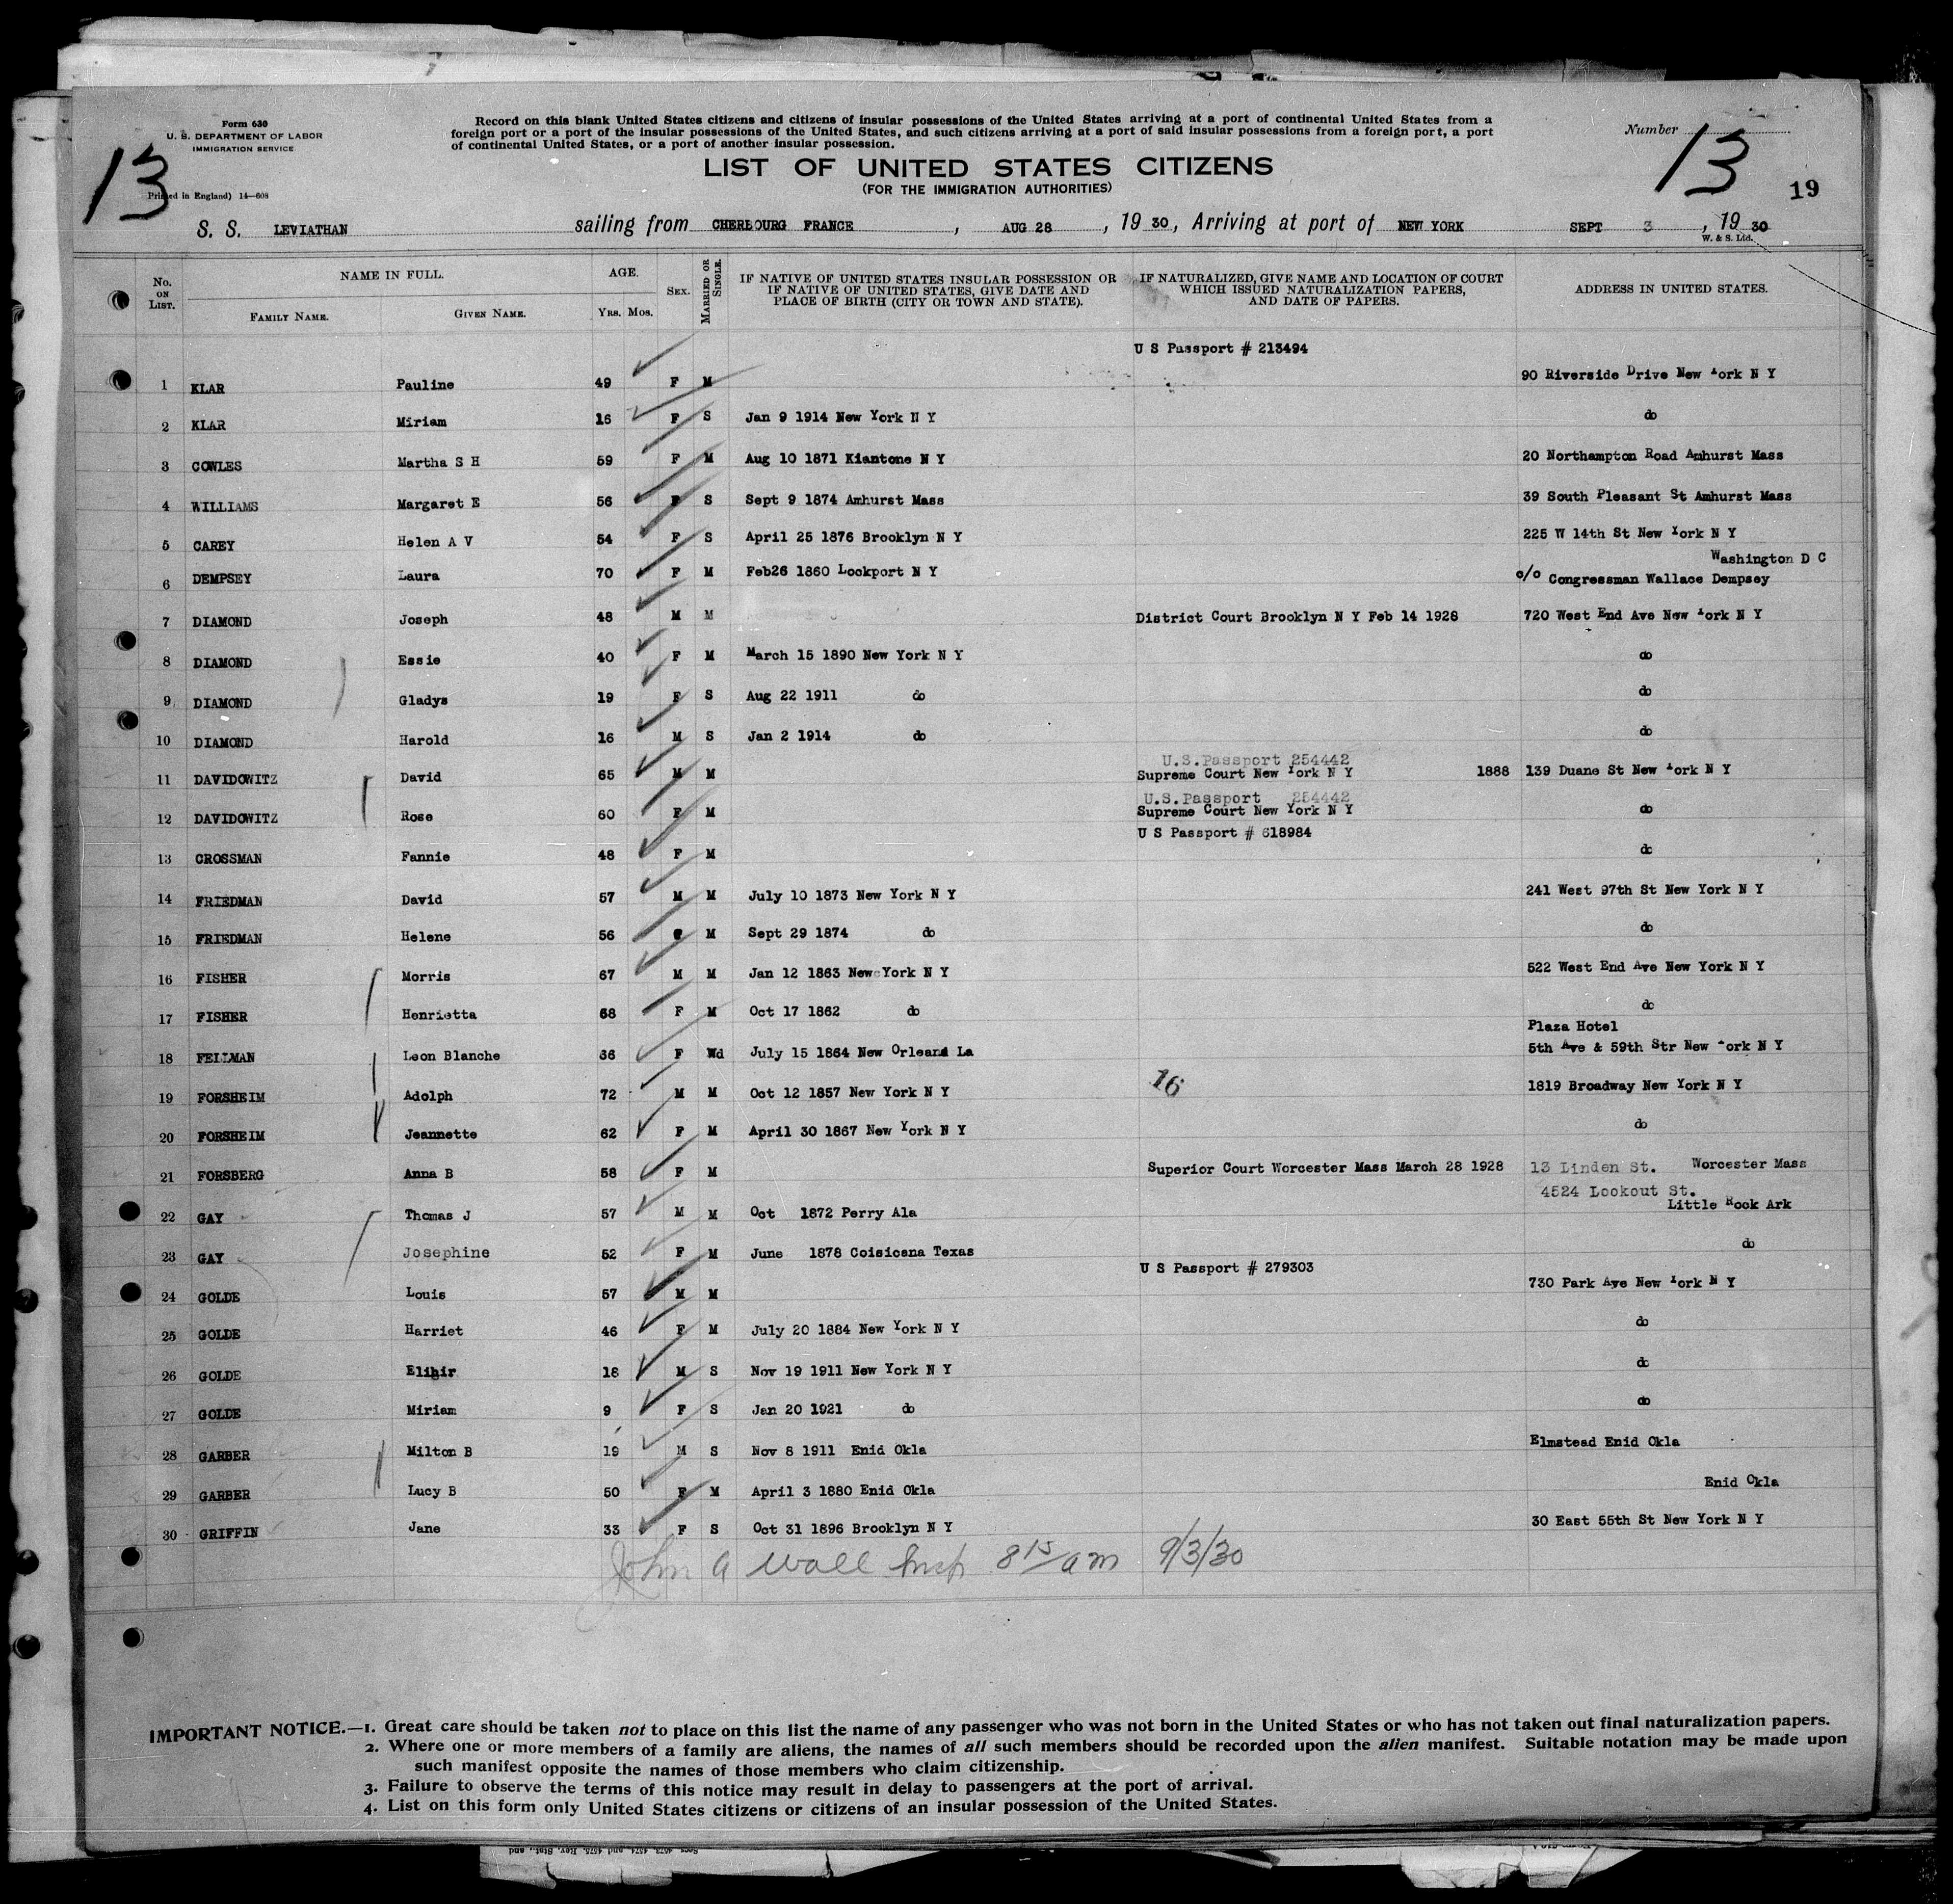 Form 630
U. S. DEPARTMENT OF LABOR
IMMIGRATION SERVICE
Printed in England) 14—608
13
Record on this blank United States citizens and citizens of insular possessions of the United States arriving at a port of continental United States from a
foreign port or a port of the insular possessions of the United States, and such citizens arriving at a port of said insular possessions from a foreign port, a port
of continental United States, or a port of another insular possession.
LIST OF UNITED STATES CITIZENS
(FOR THE IMMIGRATION AUTHORITIES)
Number
13
19
S. S. LEVIATHAN sailing from CHERBOURG FRANCE , AUG 28 , 19 30, Arriving at port of NEW YORK SEPT 3 , 19 30
W. & S. Ltd.
No. ON LIST. NAME IN FULL. FAMILY NAME. GIVEN NAME. AGE. YRS. MOS. SEX. MARRIED OR SINGLE. IF NATIVE OF UNITED STATES INSULAR POSSESSION OR IF NATIVE OF UNITED STATES, GIVE DATE AND PLACE OF BIRTH (CITY OR TOWN AND STATE). IF NATURALIZED, GIVE NAME AND LOCATION OF COURT WHICH ISSUED NATURALIZATION PAPERS, AND DATE OF PAPERS. ADDRESS IN UNITED STATES.
U S Passport # 213494
1 KLAR Pauline 49 F M 90 Riverside Drive New York N Y
2 KLAR Miriam 16 F S Jan 9 1914 New York N Y do
3 COWLES Martha S H 59 F M Aug 10 1871 Kiantone N Y 20 Northampton Road Amhurst Mass
4 WILLIAMS Margaret E 56 F S Sept 9 1874 Amhurst Mass 39 South Pleasant St Amhurst Mass
5 CAREY Helen A V 54 F S April 25 1876 Brooklyn N Y 225 W 14th St New York N Y
Washington D C
6 DEMPSEY Laura 70 F M Feb26 1860 Lockport N Y c/o Congressman Wallace Dempsey
7 DIAMOND Joseph 48 M M District Court Brooklyn N Y Feb 14 1928 720 West End Ave New York N Y
8 DIAMOND Essie 40 F M March 15 1890 New York N Y do
9 DIAMOND Gladys 19 F S Aug 22 1911 do do
10 DIAMOND Harold 16 M S Jan 2 1914 do do
U.S.Passport 254442
11 DAVIDOWITZ David 65 M M Supreme Court New York N Y 1888 139 Duane St New York N Y
U.S.Passport 254442
12 DAVIDOWITZ Rose 60 F M Supreme Court New York N Y do
U S Passport # 618984
13 CROSSMAN Fannie 48 F M do
14 FRIEDMAN David 57 M M July 10 1873 New York N Y 241 West 97th St New York N Y
15 FRIEDMAN Helene 56 M Sept 29 1874 do do
16 FISHER Morris 67 M M Jan 12 1863 New York N Y 522 West End Ave New York N Y
17 FISHER Henrietta 68 F M Oct 17 1862 do do
Plaza Hotel
18 FELLMAN Leon Blanche 66 F Wd July 15 1864 New Orleand La 5th Ave & 59th Str New York N Y
16
19 FORSHEIM Adolph 72 M M Oct 12 1857 New York N Y 1819 Broadway New York N Y
20 FORSHEIM Jeannette 62 F M April 30 1867 New York N Y do
21 FORSBERG Anna B 58 F M Superior Court Worcester Mass March 28 1928 13 Linden St. Worcester Mass
4524 Lookout St.
22 GAY Thomas J 57 M M Oct 1872 Perry Ala Little Rock Ark
23 GAY Josephine 52 F M June 1878 Coisicana Texas do
U S Passport # 279303
24 GOLDE Louis 57 M M 730 Park Ave New York N Y
25 GOLDE Harriet 46 F M July 20 1884 New York N Y do
26 GOLDE Elihir 18 M S Nov 19 1911 New York N Y do
27 GOLDE Miriam 9 F S Jan 20 1921 do do
28 GARBER Milton B 19 M S Nov 8 1911 Enid Okla Elmstead Enid Okla
29 GARBER Lucy B 50 F M April 3 1880 Enid Okla Enid Okla
30 GRIFFIN Jane 33 F S Oct 31 1896 Brooklyn N Y 30 East 55th St New York N Y
John A Wall Insp 8 15/am 9/3/30
IMPORTANT NOTICE.—1. Great care should be taken not to place on this list the name of any passenger who was not born in the United States or who has not taken out final naturalization papers.
2. Where one or more members of a family are aliens, the names of all such members should be recorded upon the alien manifest. Suitable notation may be made upon
such manifest opposite the names of those members who claim citizenship.
3. Failure to observe the terms of this notice may result in delay to passengers at the port of arrival.
4. List on this form only United States citizens or citizens of an insular possession of the United States.
Secs 4573, 4574 and 4575, Rev. Stat., and